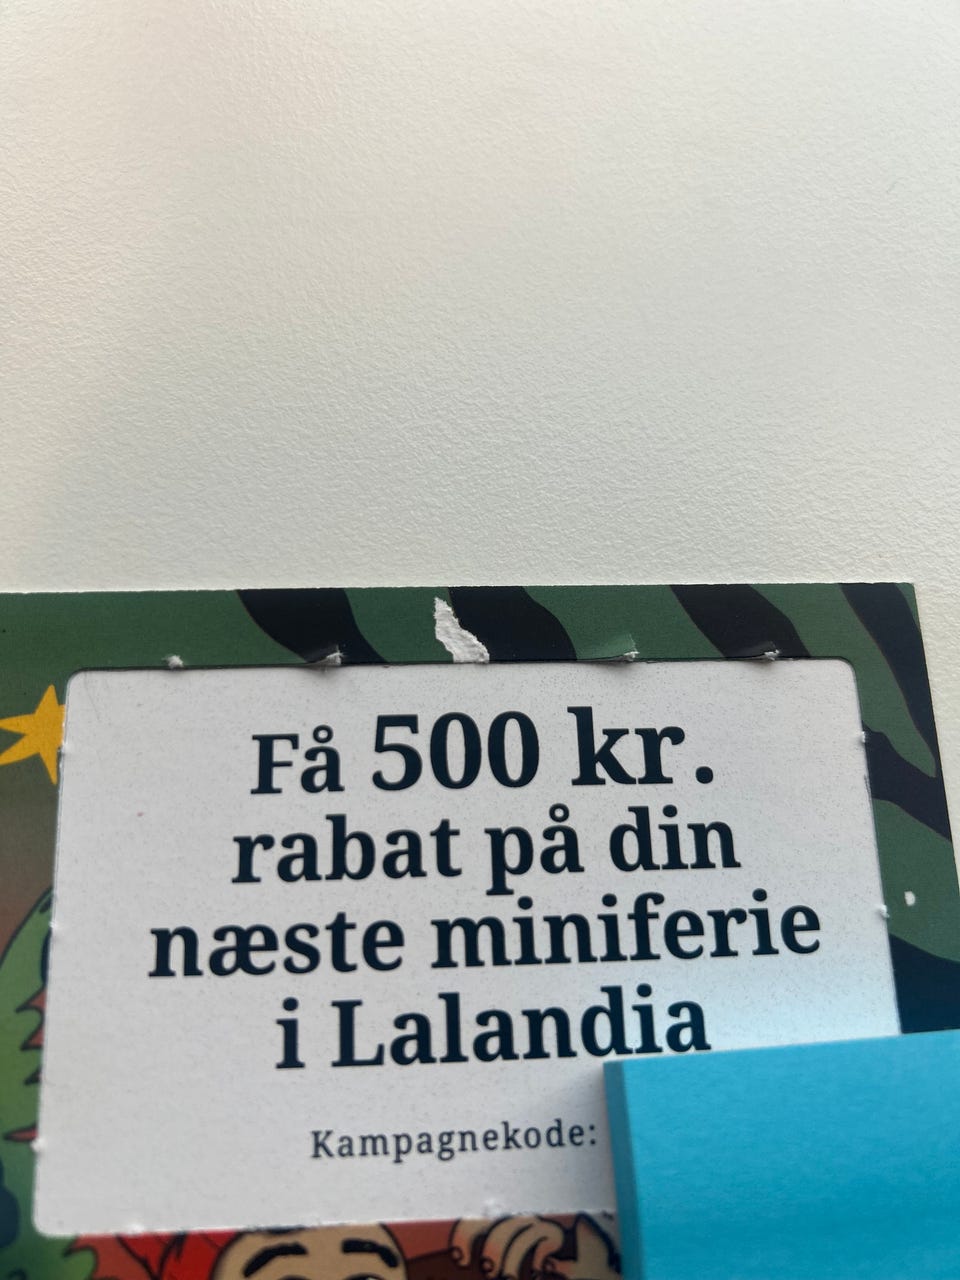 Få 500 kr.
rabat på din
næste miniferie
i Lalandia
Kampagnekode: